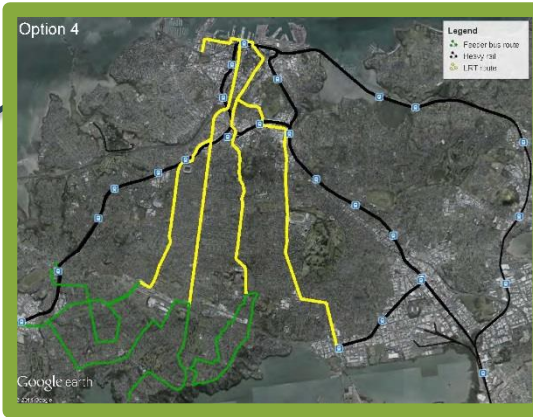 Option 4
Legend
Feeder bus route
Heavy rail
LRT route
Google earth